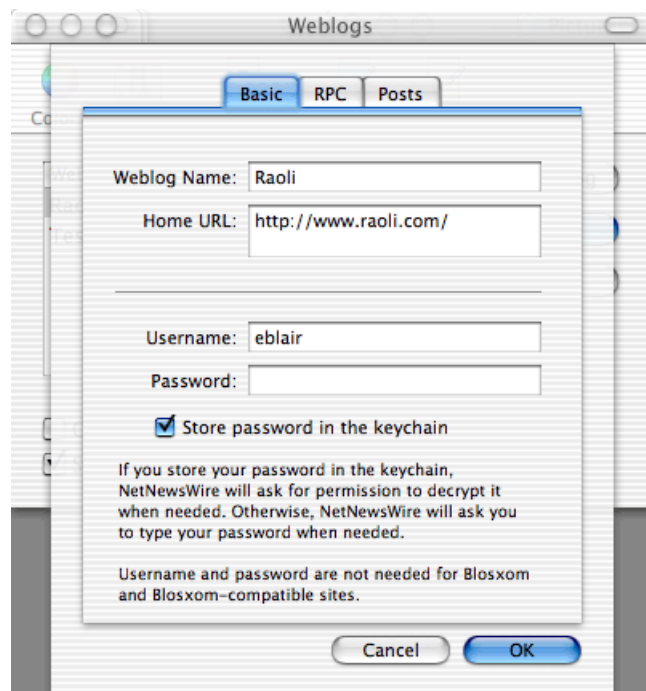 Weblogs
Basic RPC Posts
Weblog Name: Raoli
Home URL: http://www.raoli.com/
Username: eblair
Password:
Store password in the keychain
If you store your password in the keychain,
NetNewsWire will ask for permission to decrypt it
when needed. Otherwise, NetNewsWire will ask you
to type your password when needed.
Username and password are not needed for Blosxom
and Blosxom-compatible sites.
Cancel OK